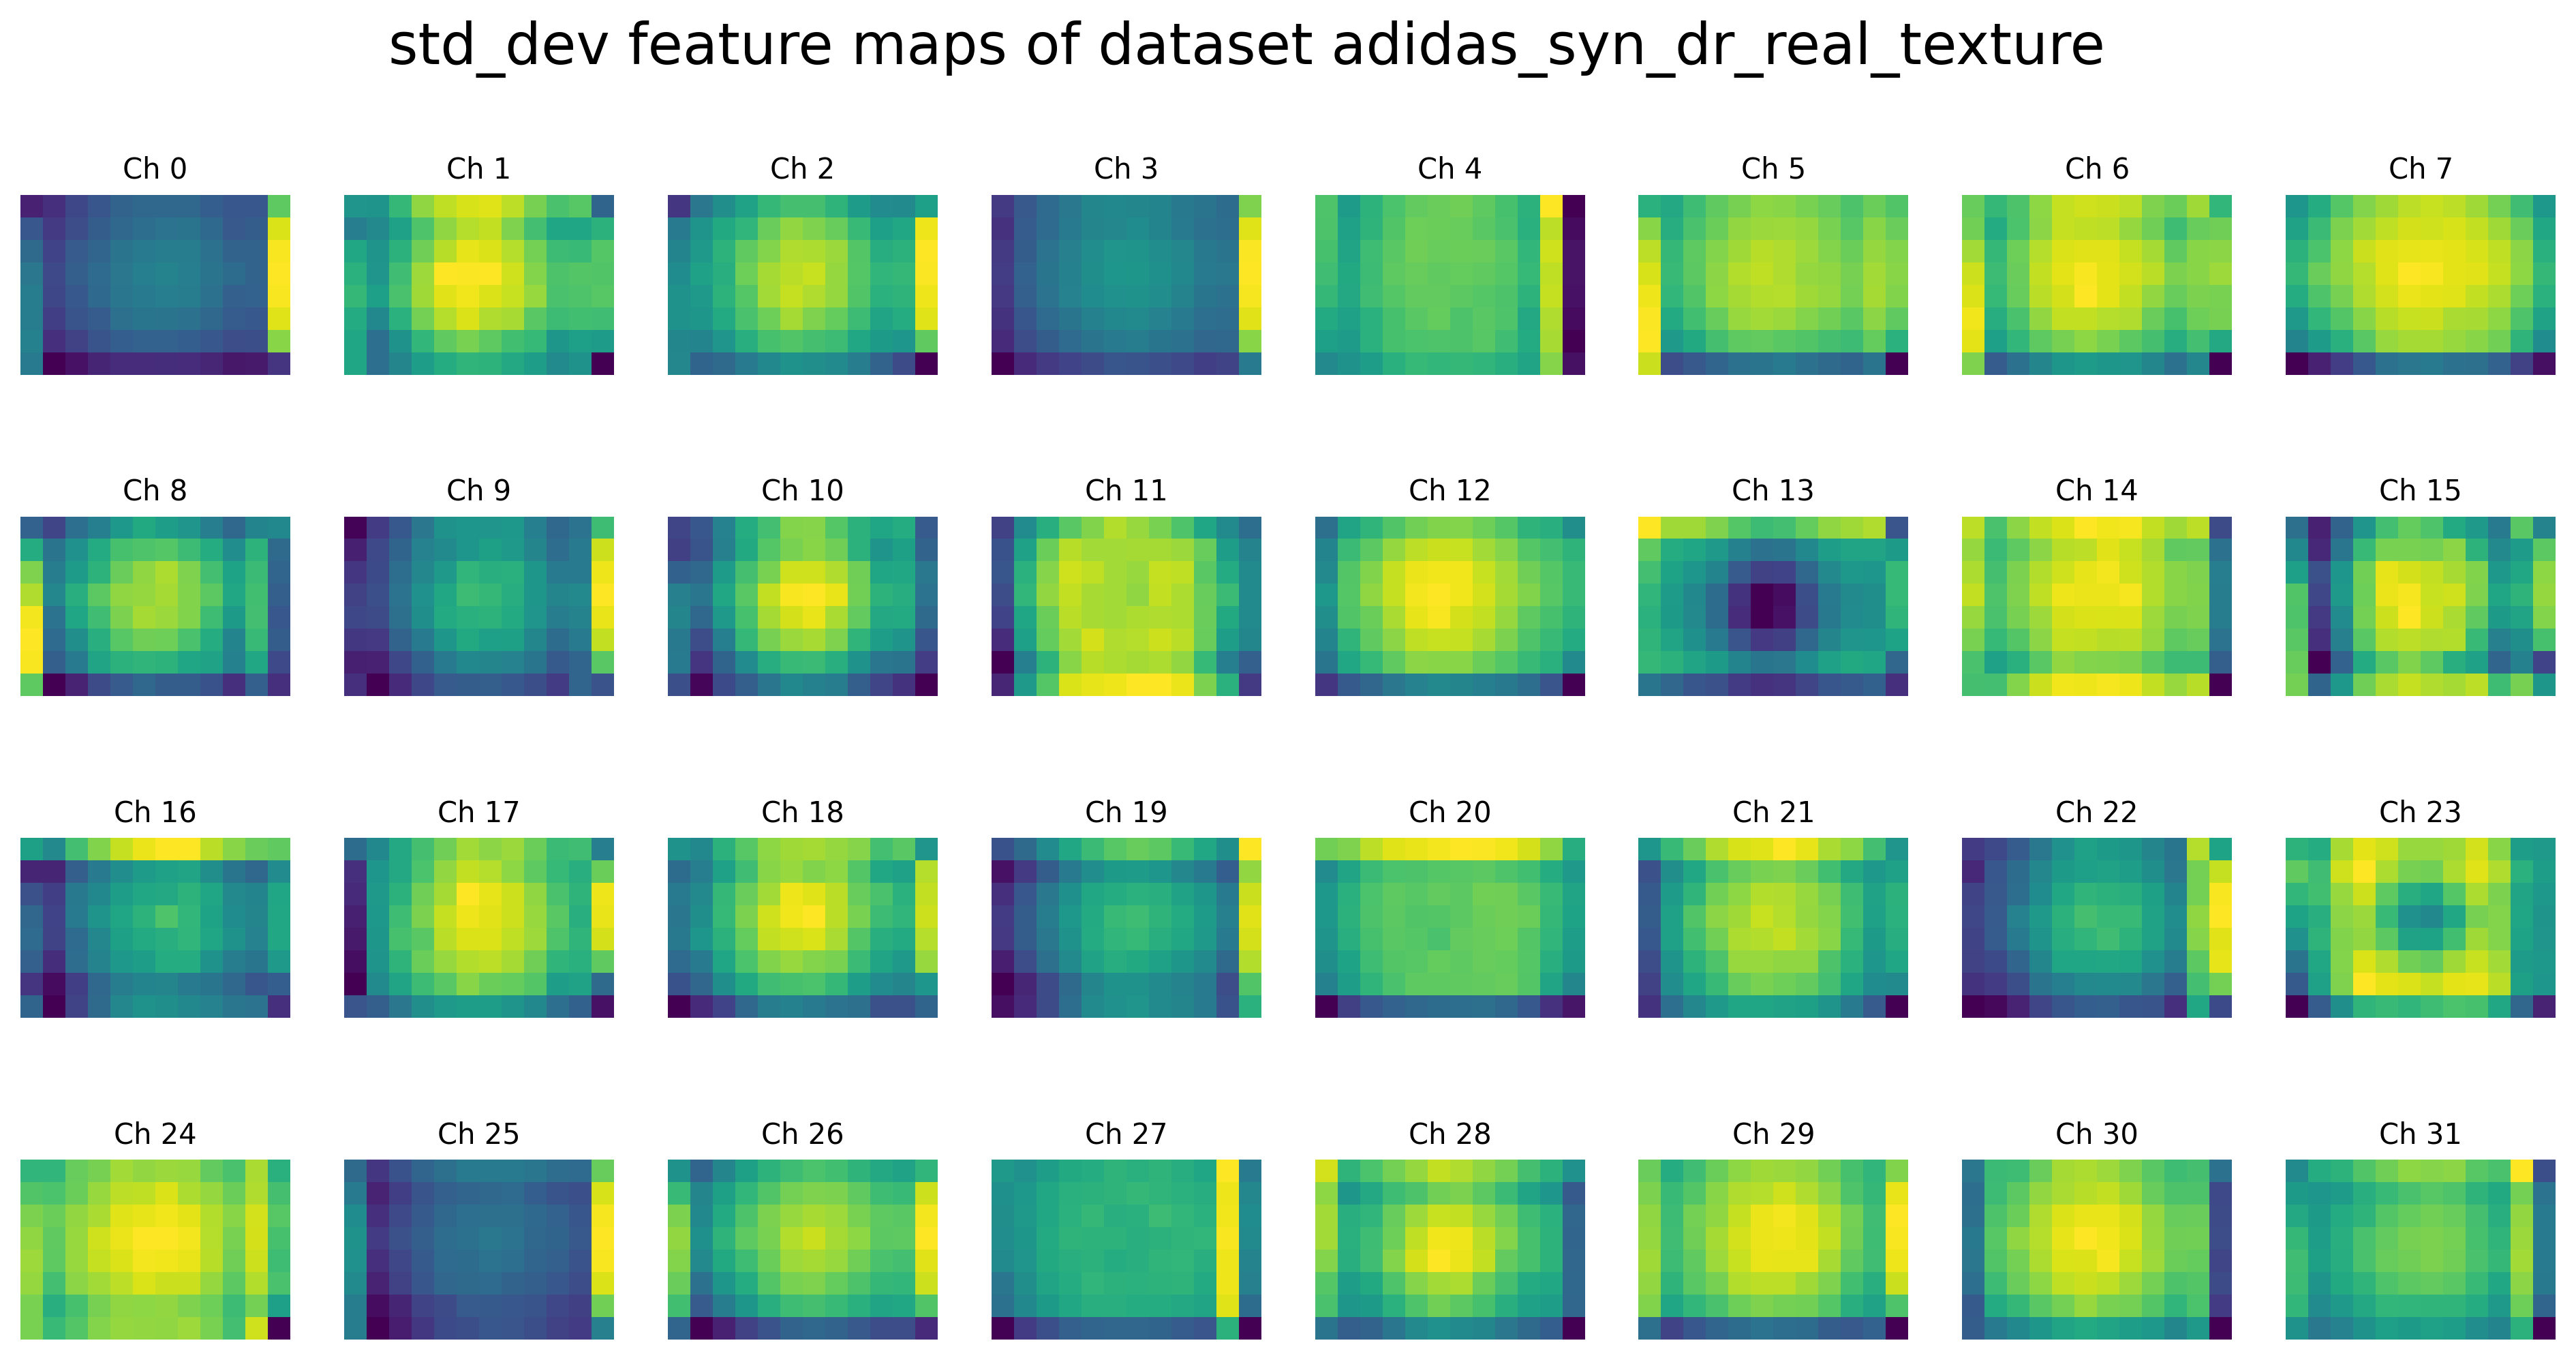 std_dev feature maps of dataset adidas_syn_dr_real_texture
Ch 0 Ch 1 Ch 2 Ch 3 Ch 4 Ch 5 Ch 6 Ch 7
Ch 8 Ch 9 Ch 10 Ch 11 Ch 12 Ch 13 Ch 14 Ch 15
Ch 16 Ch 17 Ch 18 Ch 19 Ch 20 Ch 21 Ch 22 Ch 23
Ch 24 Ch 25 Ch 26 Ch 27 Ch 28 Ch 29 Ch 30 Ch 31